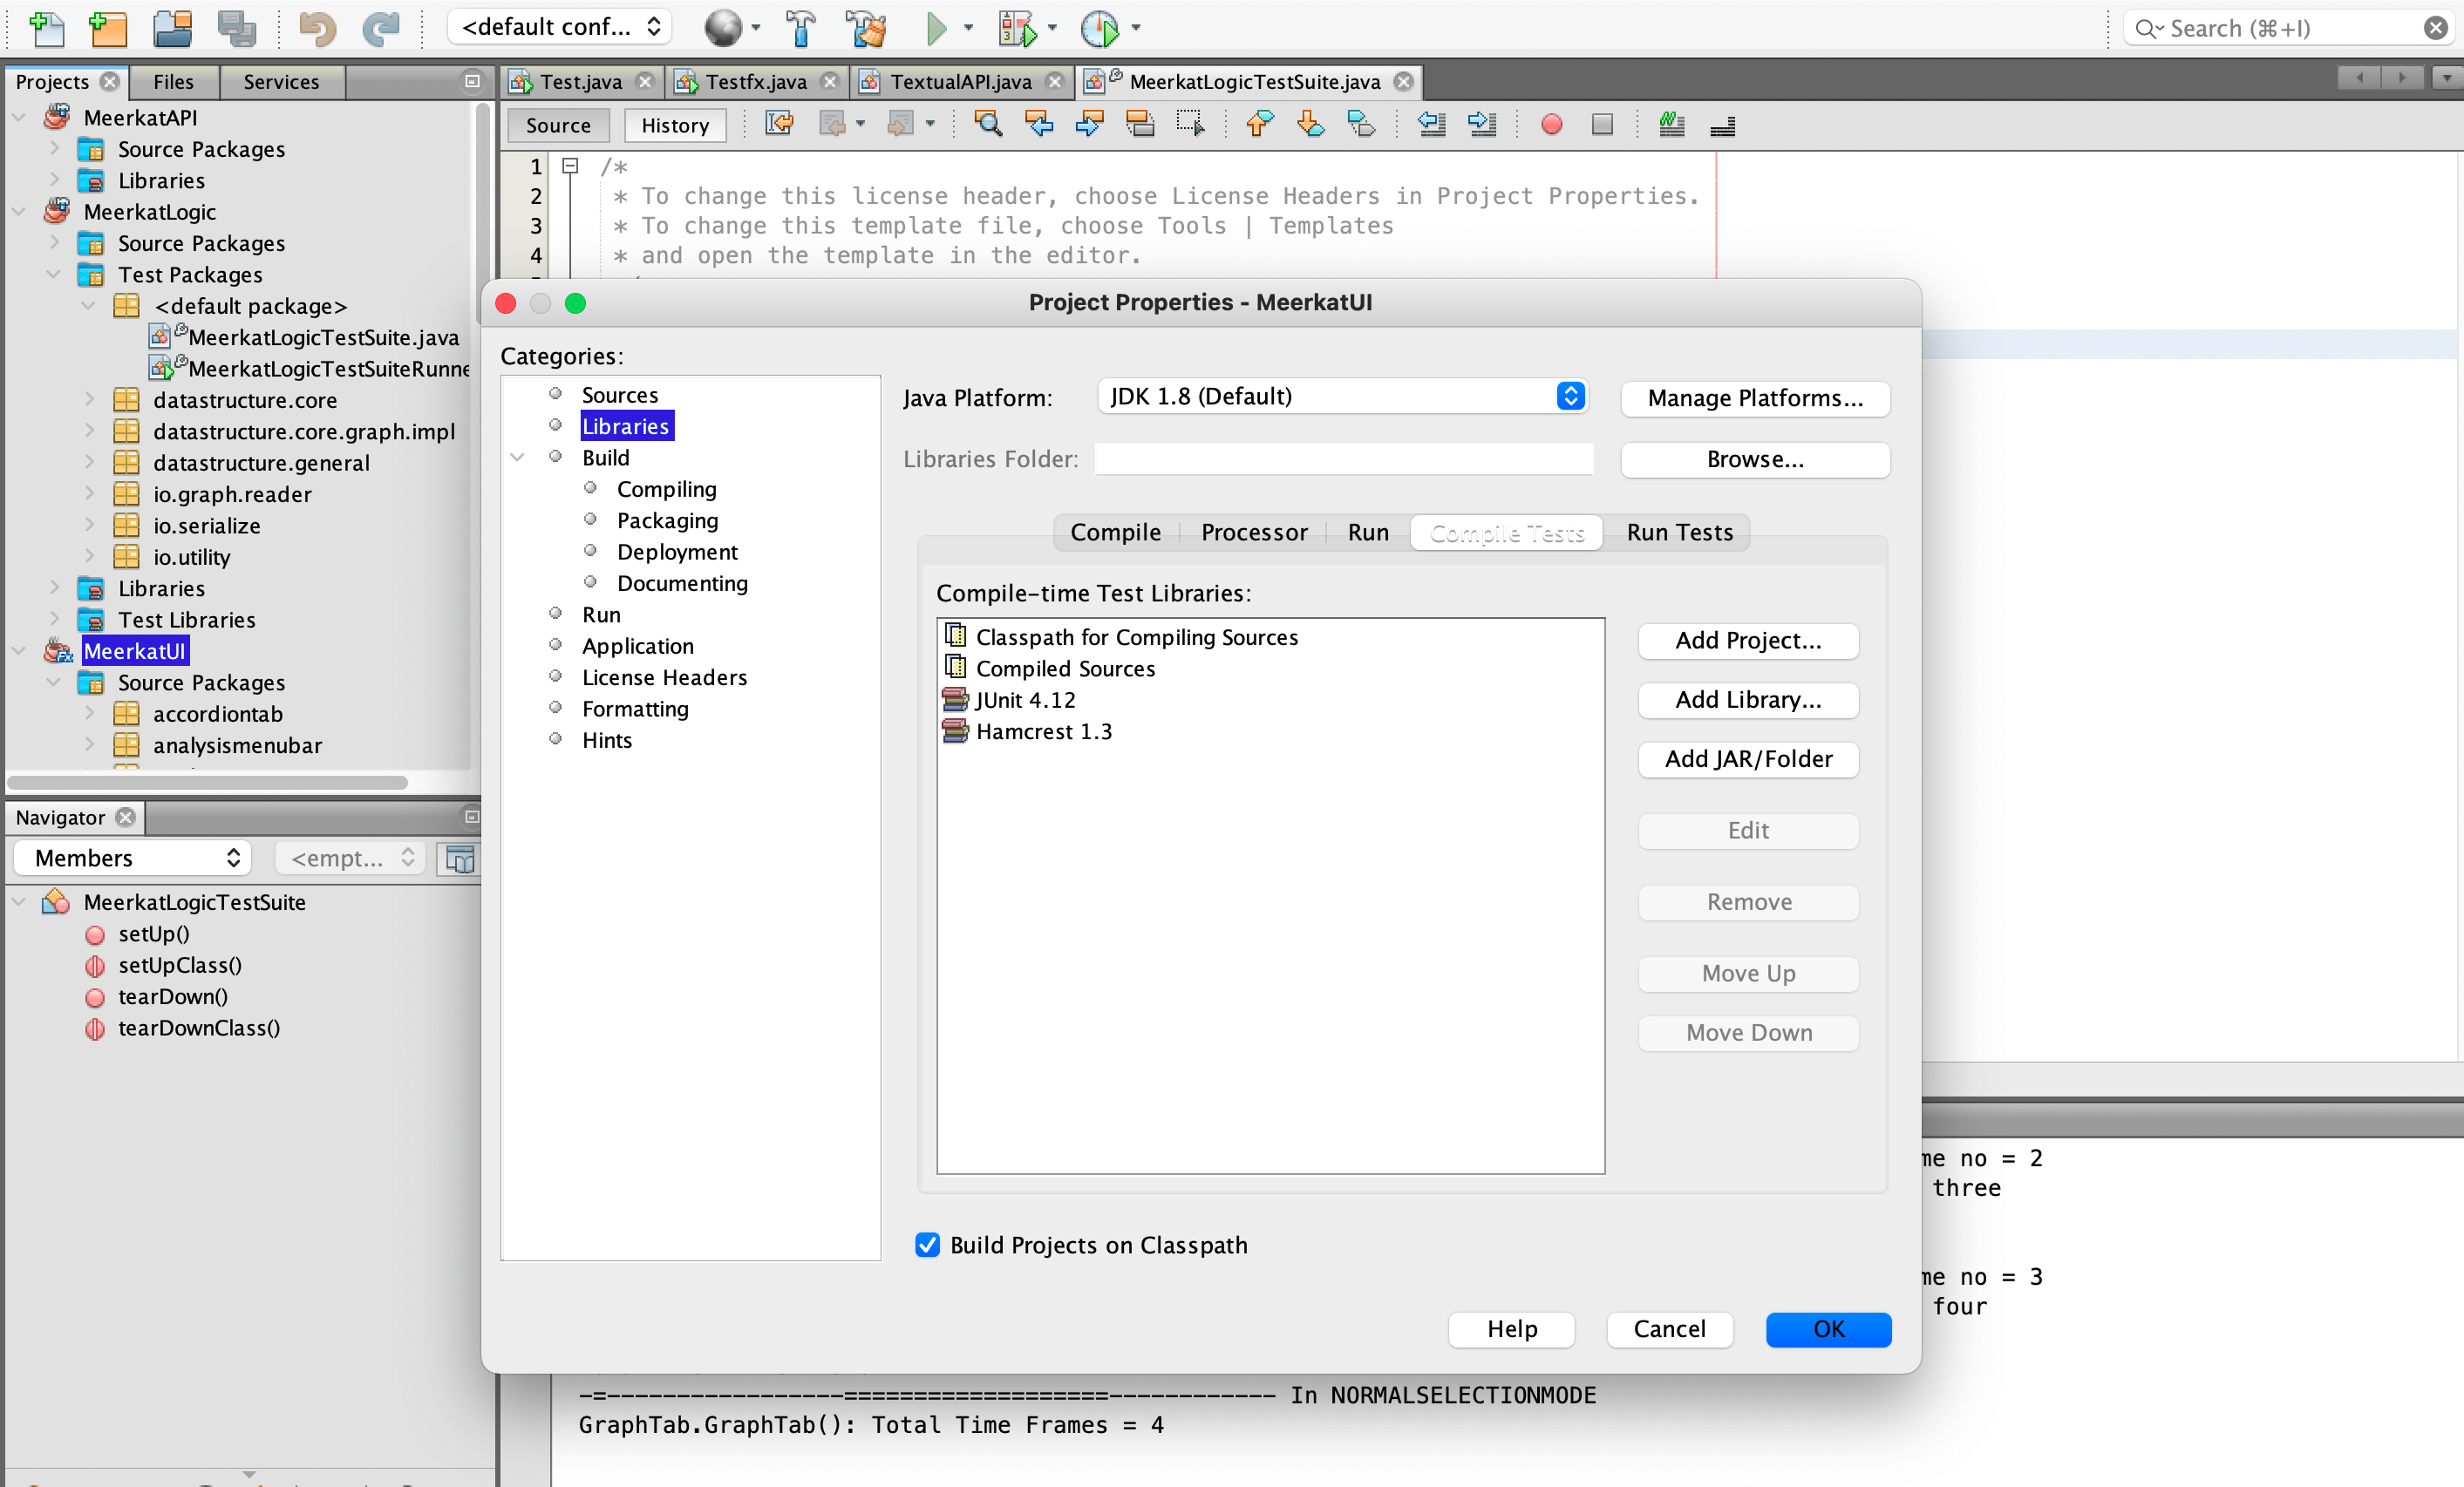 <default conf...
Search (⌘+I)
Projects
Files
Services
Test.java
Testfx.java
TextualAPI.java
MeerkatLogicTestSuite.java
Source
History
MeerkatAPI
Source Packages
Libraries
MeerkatLogic
Source Packages
Test Packages
<default package>
MeerkatLogicTestSuite.java
MeerkatLogicTestSuiteRunne
datastructure.core
datastructure.core.graph.impl
datastructure.general
io.graph.reader
io.serialize
io.utility
Libraries
Test Libraries
MeerkatUI
Source Packages
accordiontab
analysismenubar
Navigator
Members
<empt...
MeerkatLogicTestSuite
setUp()
setUpClass()
tearDown()
tearDownClass()
1 /*
2 * To change this license header, choose License Headers in Project Properties.
3 * To change this template file, choose Tools | Templates
4 * and open the template in the editor.
Project Properties - MeerkatUI
Categories:
Sources
Libraries
Build
Compiling
Packaging
Deployment
Documenting
Run
Application
License Headers
Formatting
Hints
Java Platform:
JDK 1.8 (Default)
Manage Platforms...
Libraries Folder:
Browse...
Compile
Processor
Run
Compile Tests
Run Tests
Compile-time Test Libraries:
Classpath for Compiling Sources
Compiled Sources
JUnit 4.12
Hamcrest 1.3
Add Project...
Add Library...
Add JAR/Folder
Edit
Remove
Move Up
Move Down
Build Projects on Classpath
Help
Cancel
OK
me no = 2
three
me no = 3
four
-=-----------------===================------------ In NORMALSELECTIONMODE
GraphTab.GraphTab(): Total Time Frames = 4